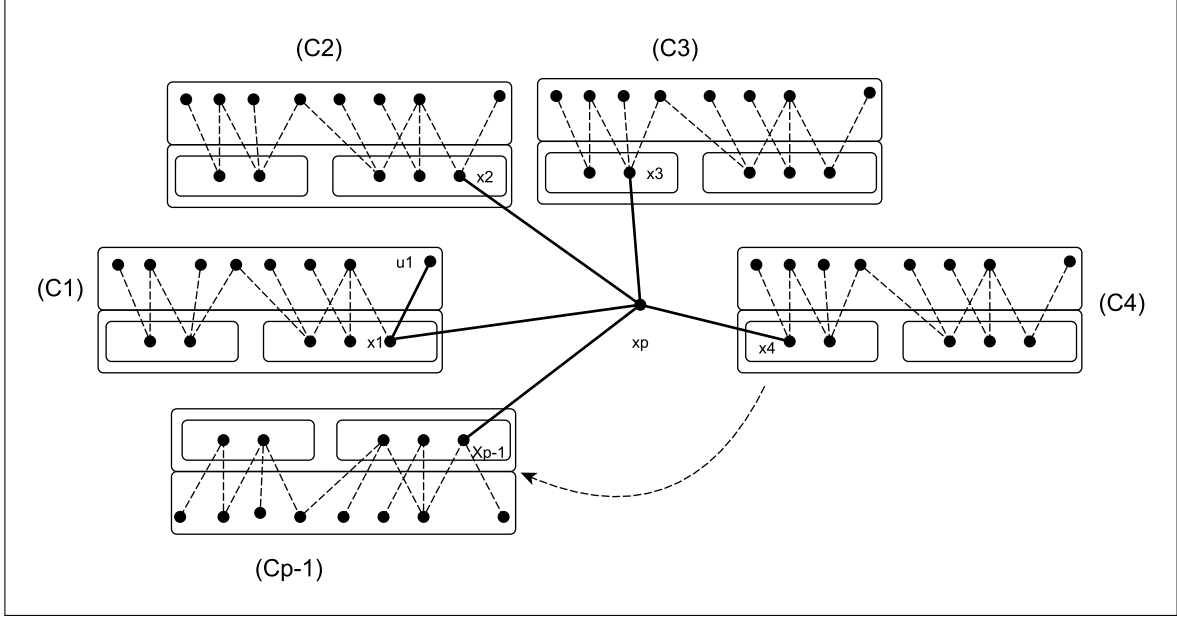 (C2)
(C3)
x2
x3
u1
(C1)
(C4)
x1
xp
x4
Xp-1
(Cp-1)